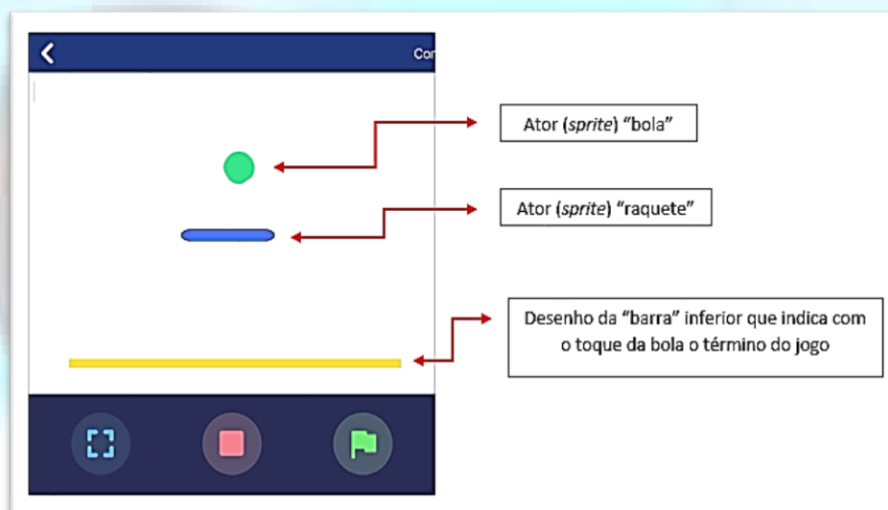 Cor
Ator (sprite) “bola”
Ator (sprite) “raquete”
Desenho da “barra” inferior que indica com
o toque da bola o término do jogo